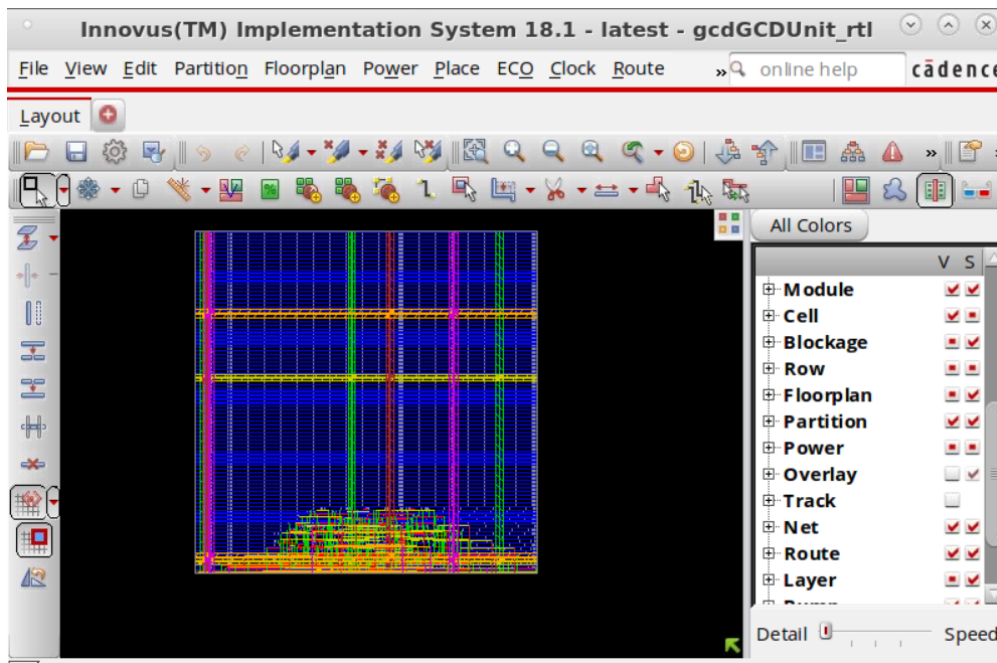 Innovus(TM) Implementation System 18.1 - latest - gcdGCDUnit_rtl
File View Edit Partition Floorplan Power Place ECO Clock Route » online help cādence
Layout
»
All Colors
V S
Module
Cell
Blockage
Row
Floorplan
Partition
Power
Overlay
Track
Net
Route
Layer
Detail Speed